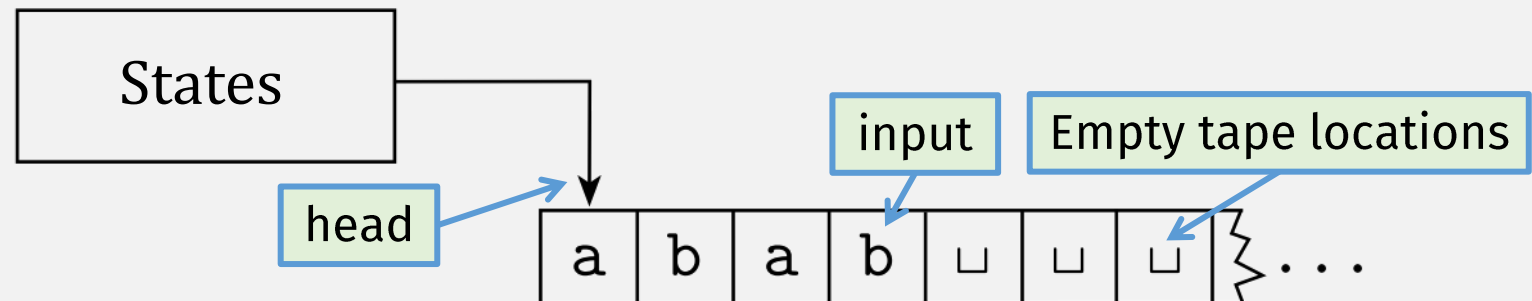 States
input
Empty tape locations
head
a b a b ␣ ␣ ␣ ...